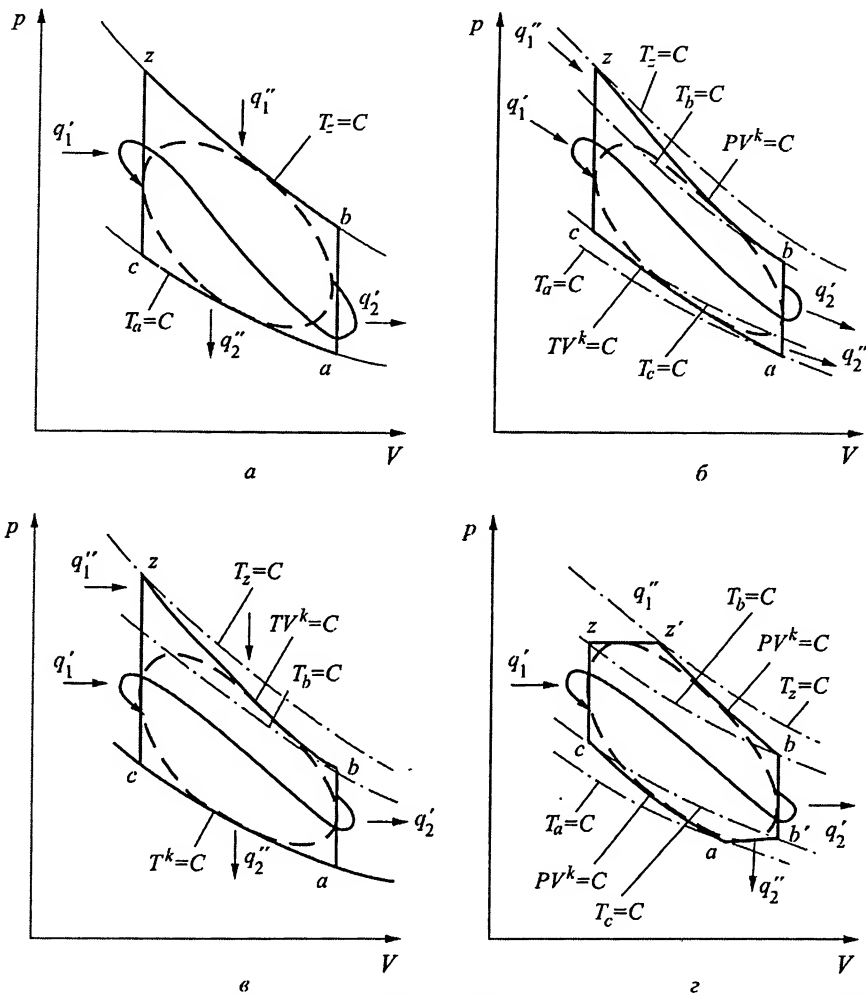 p
z
q₁′
q₁″
T_z=C
b
c
T_a=C
q₂″
q₂′
a
V
а
p
q₁″
z
T_z=C
q₁′
T_b=C
PV^k=C
c
b
T_a=C
q₂′
TV^k=C
T_c=C
a
q₂″
V
б
p
q₁″
z
T_z=C
TV^k=C
q₁′
T_b=C
b
c
q₂′
T^k=C
q₂″
a
V
в
p
q₁″
T_b=C
z
z′
PV^k=C
q₁′
T_z=C
c
b
T_a=C
a
b′
q₂′
PV^k=C
q₂″
T_c=C
V
г